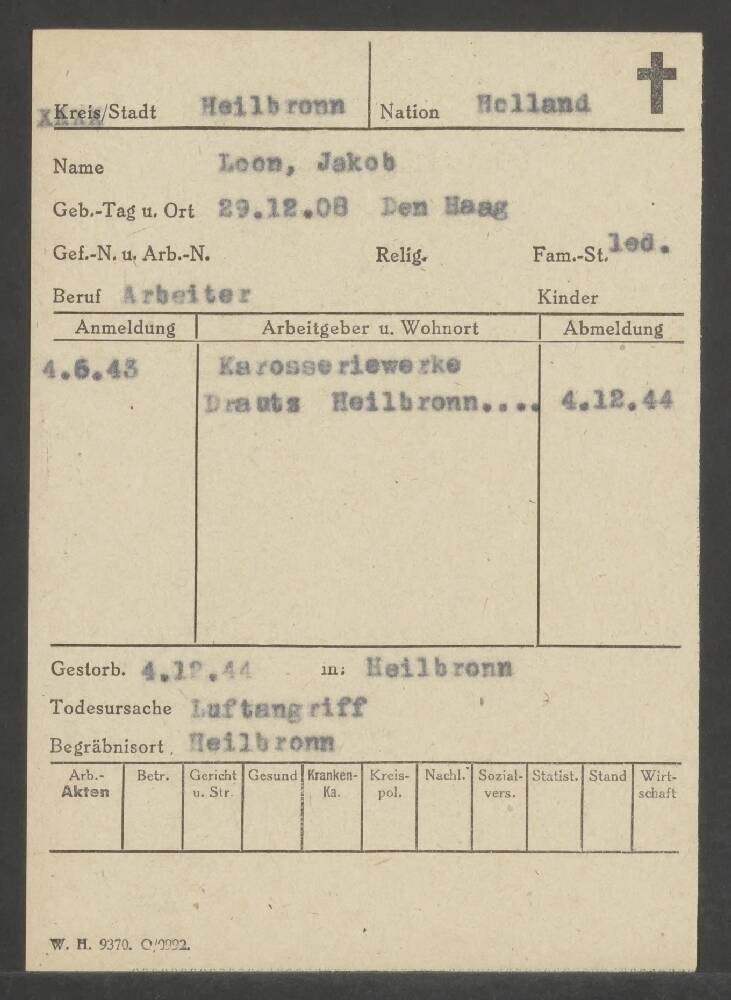 Kreis/Stadt Heilbronn Nation Holland
Name Loon, Jakob
Geb.-Tag u. Ort 29.12.08 Den Haag
Gef.-N. u. Arb.-N. Relig. Fam.-St. led.
Beruf Arbeiter Kinder
Anmeldung Arbeitgeber u. Wohnort Abmeldung
4.6.43 Karosseriewerke
Drauts Heilbronn.... 4.12.44
Gestorb. 4.12.44 in: Heilbronn
Todesursache Luftangriff
Begräbnisort. Heilbronn
Arb.- Betr. Gericht Gesund Kranken- Kreis- Nachl. Sozial- Statist. Stand Wirt-
Akten u. Str. Ka. pol. vers. schaft
W. H. 9370.